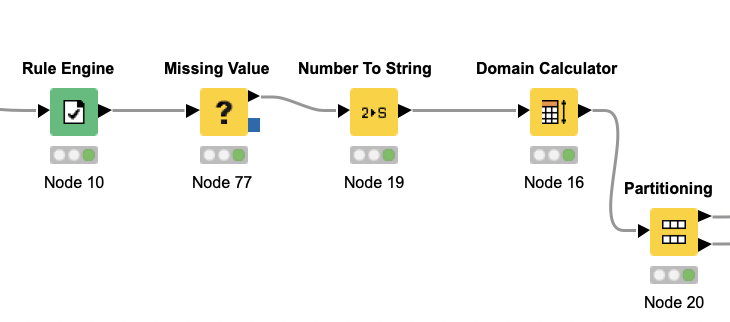 Rule Engine
Missing Value
Number To String
Domain Calculator
?
2▸S
Node 10
Node 77
Node 19
Node 16
Partitioning
Node 20